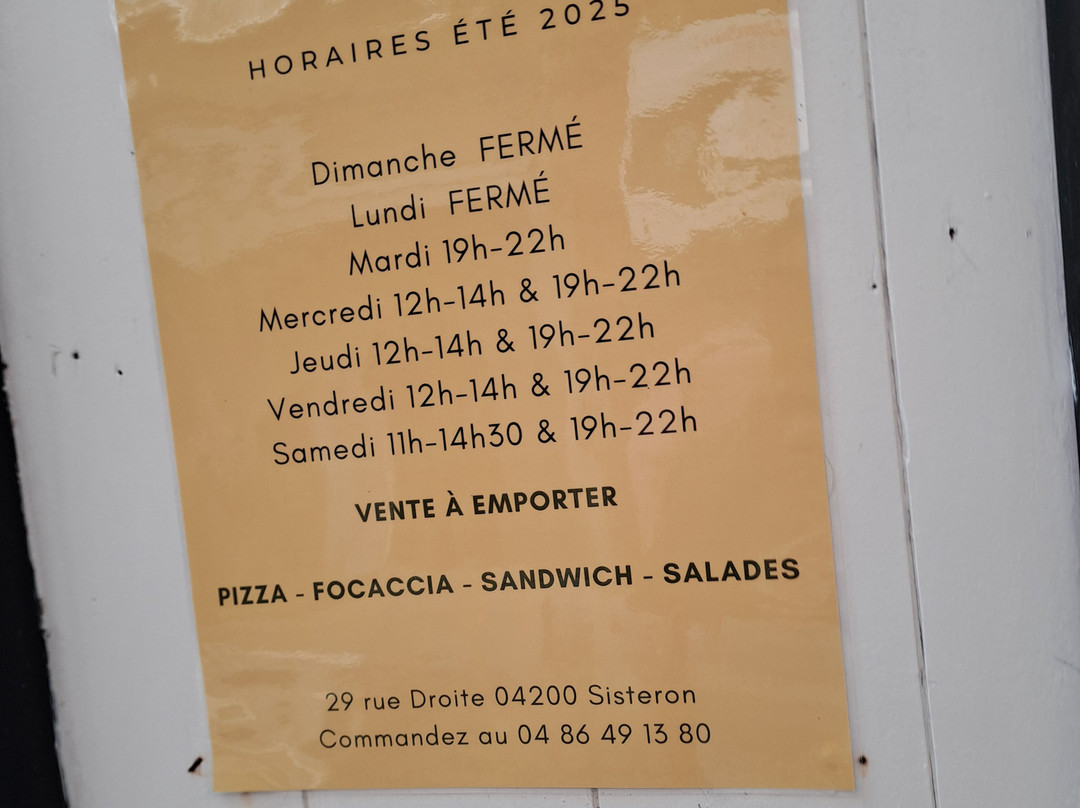 HORAIRES ÉTÉ 2025
Dimanche FERMÉ
Lundi FERMÉ
Mardi 19h-22h
Mercredi 12h-14h & 19h-22h
Jeudi 12h-14h & 19h-22h
Vendredi 12h-14h & 19h-22h
Samedi 11h-14h30 & 19h-22h
VENTE À EMPORTER
PIZZA - FOCACCIA - SANDWICH - SALADES
29 rue Droite 04200 Sisteron
Commandez au 04 86 49 13 80